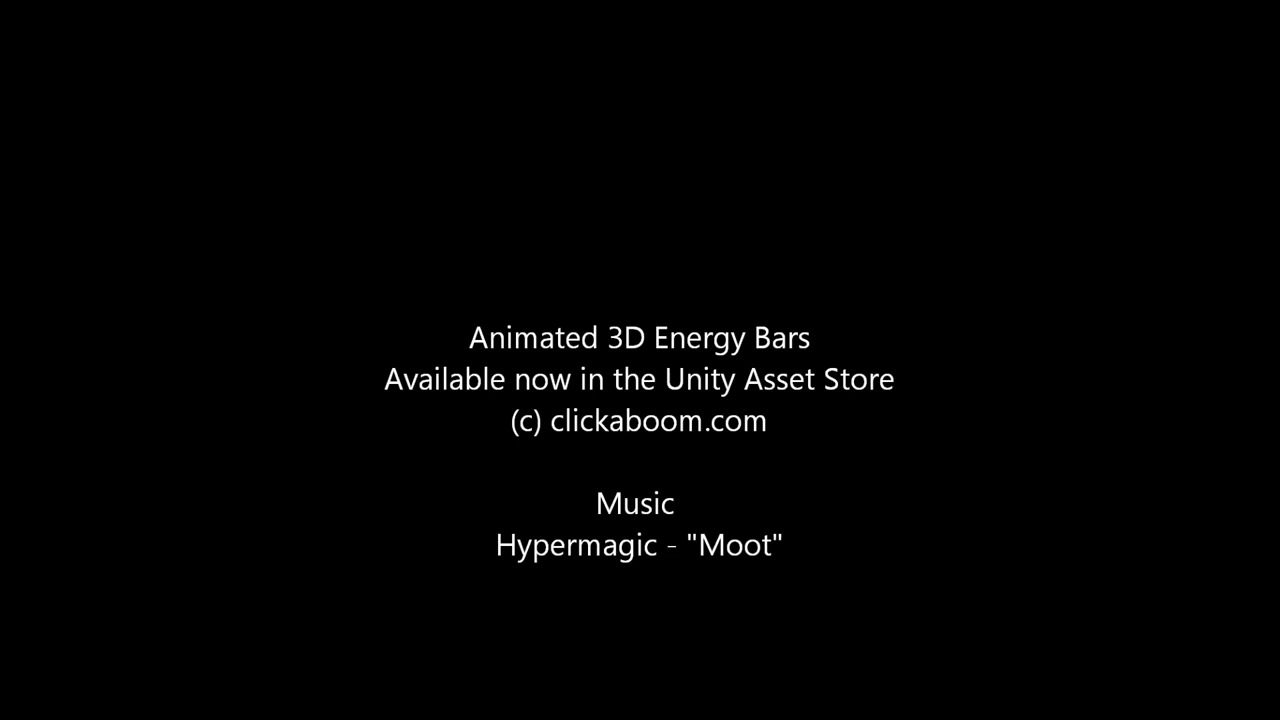 Animated 3D Energy Bars
Available now in the Unity Asset Store
(c) clickaboom.com
Music
Hypermagic - "Moot"